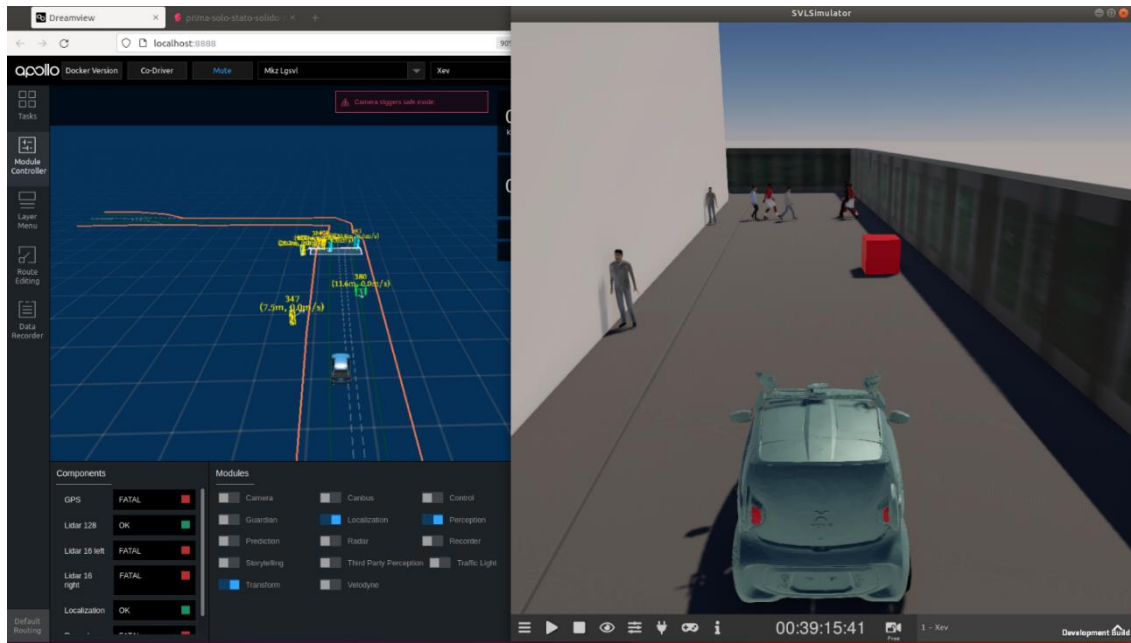 Dreamview
prima-solo-stato-solido
SVLSimulator
localhost:8888
90%
apollo
Docker Version
Co-Driver
Mute
Mkz Lgsvl
Xev
Camera triggers safe mode
Tasks
Module
Controller
Layer
Menu
Route
Editing
Data
Recorder
Default
Routing
380
(13.6m, -0.0m/s)
347
(7.5m, 0.0m/s)
Components
GPS FATAL
Lidar 128 OK
Lidar 16 left FATAL
Lidar 16
right FATAL
Localization OK
Modules
Camera Canbus Control
Guardian Localization Perception
Prediction Radar Recorder
Storytelling Third Party Perception Traffic Light
Transform Velodyne
00:39:15:41
Free
1 - Xev
Development Build